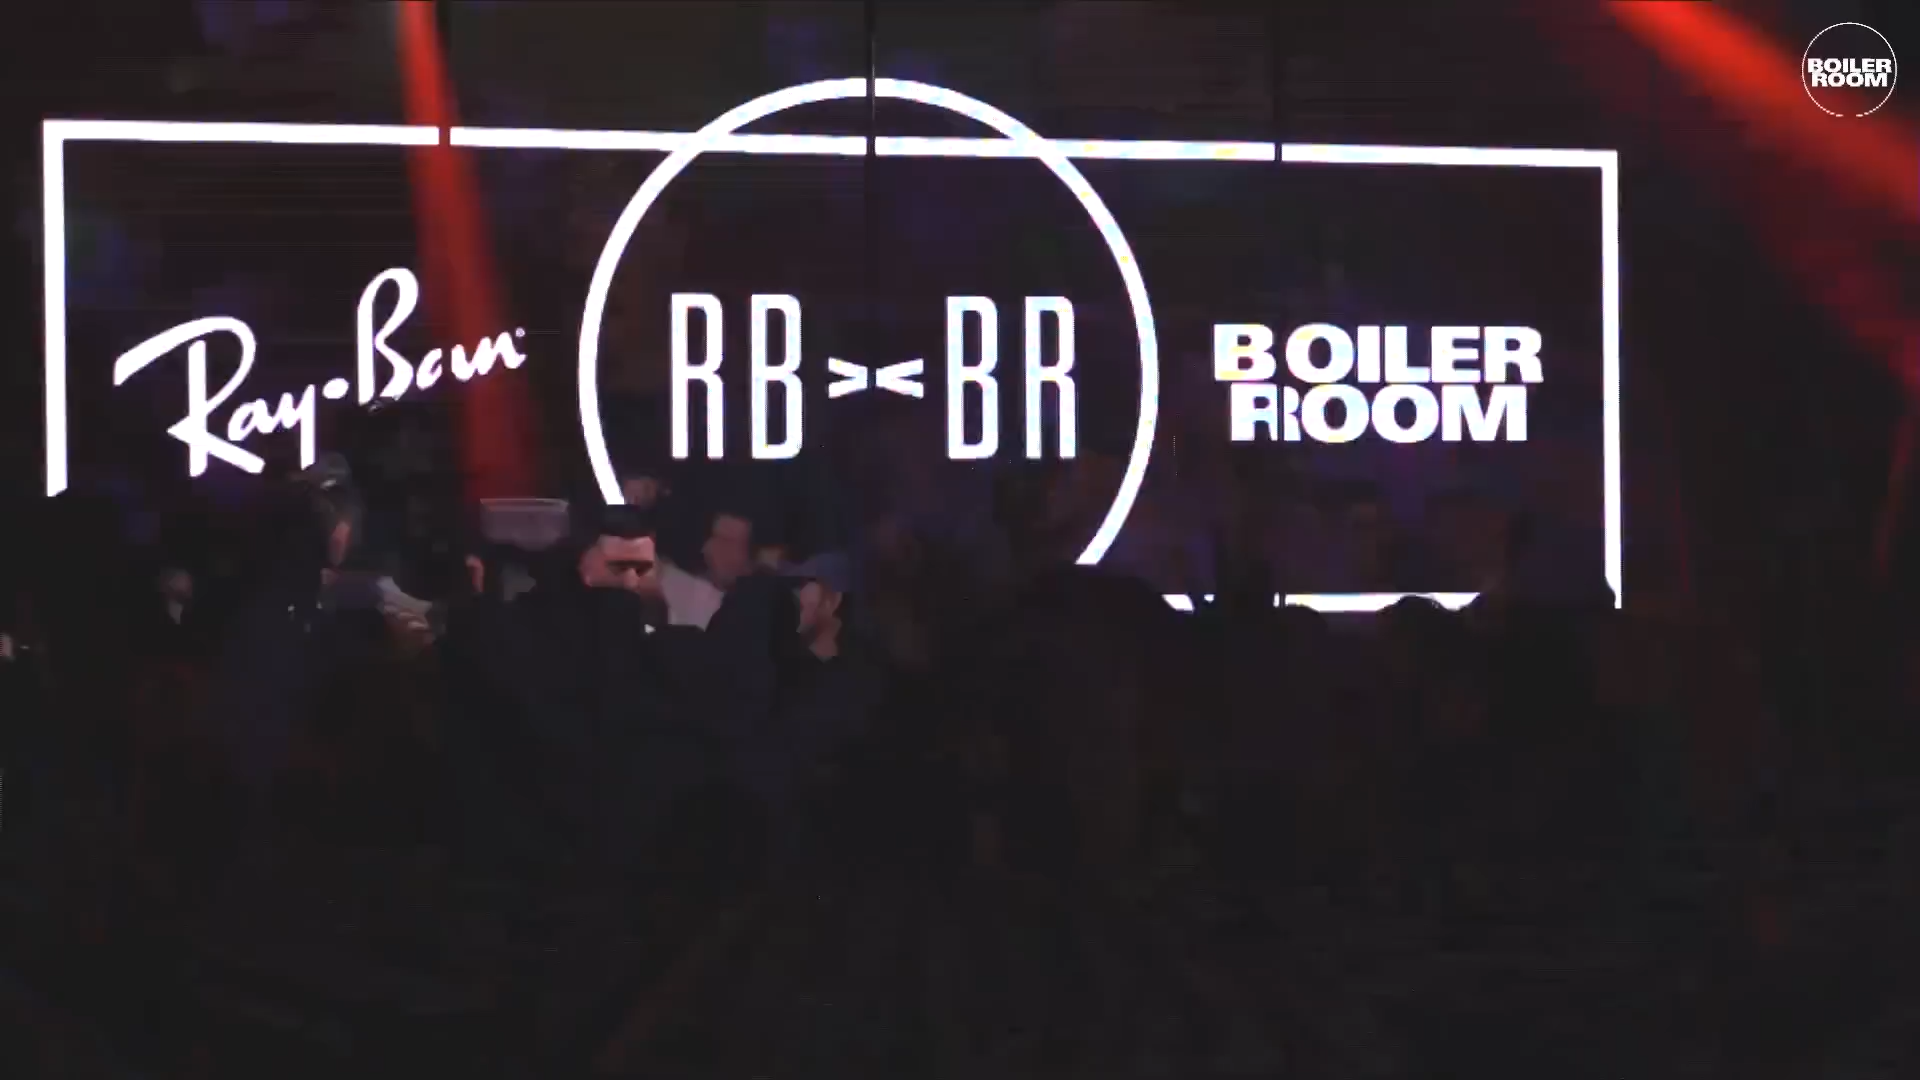 BOILER
ROOM
Ray-Ban
RB >< BR
BOILER
ROOM